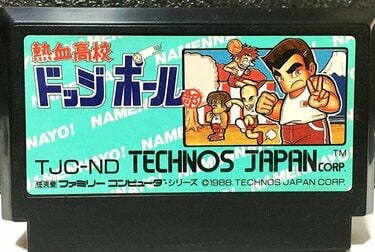 NAMENNAYO!
熱血高校
ドッジボール部
TJC-ND TECHNOS JAPAN CORP. ™
任天堂 ファミリー コンピュータ・シリーズ ©1988. TECHNOS JAPAN CORP.